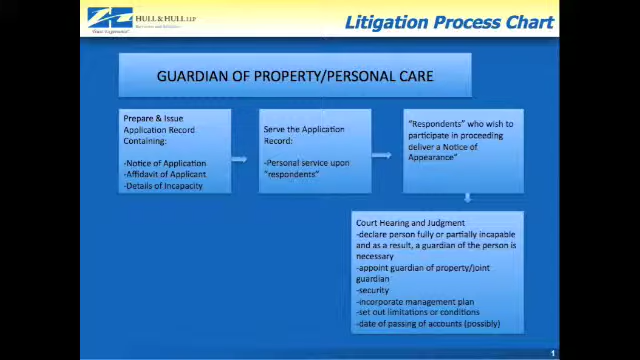 HULL & HULL LLP
Barristers and Solicitors
Litigation Process Chart
GUARDIAN OF PROPERTY/PERSONAL CARE
Prepare & Issue
Application Record
Containing:
-Notice of Application
-Affidavit of Applicant
-Details of Incapacity
Serve the Application
Record:
-Personal service upon
"respondents"
"Respondents" who wish to
participate in proceeding
deliver a Notice of
Appearance"
Court Hearing and Judgment
-declare person fully or partially incapable
and as a result, a guardian of the person is
necessary
-appoint guardian of property/joint
guardian
-security
-incorporate management plan
-set out limitations or conditions
-date of passing of accounts (possibly)
1